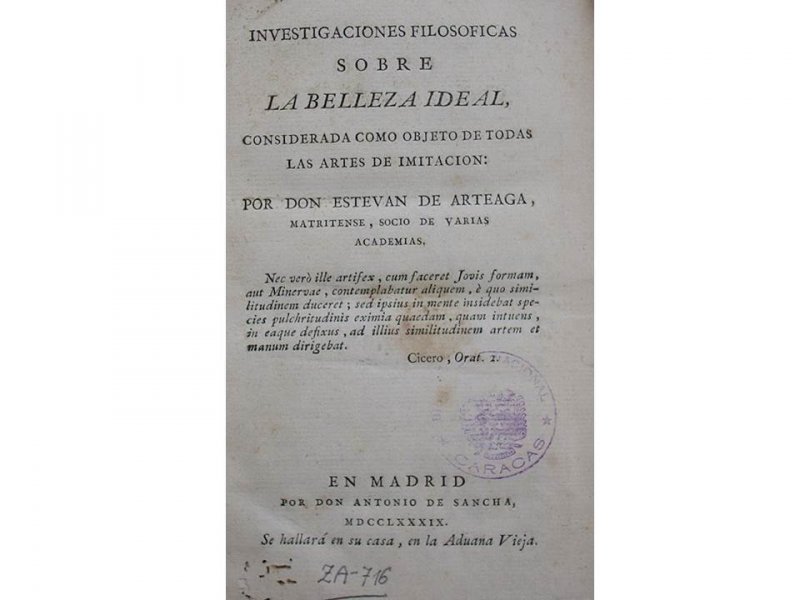 INVESTIGACIONES FILOSOFICAS
SOBRE
LA BELLEZA IDEAL,
CONSIDERADA COMO OBJETO DE TODAS
LAS ARTES DE IMITACION:
POR DON ESTEVAN DE ARTEAGA,
MATRITENSE, SOCIO DE VARIAS
ACADEMIAS.
Nec verò ille artifex, cum faceret Jovis formam,
aut Minervae, contemplabatur aliquem, è quo simi-
litudinem duceret; sed ipsius in mente insidebat spe-
cies pulchritudinis eximia quaedam, quam intuens,
in eaque defixus, ad illius similitudinem artem et
manum dirigebat.
Cicero, Orat. 2.
NACIONAL
CARACAS
EN MADRID
POR DON ANTONIO DE SANCHA,
MDCCLXXXIX.
Se hallará en su casa, en la Aduana Vieja.
ZA-716